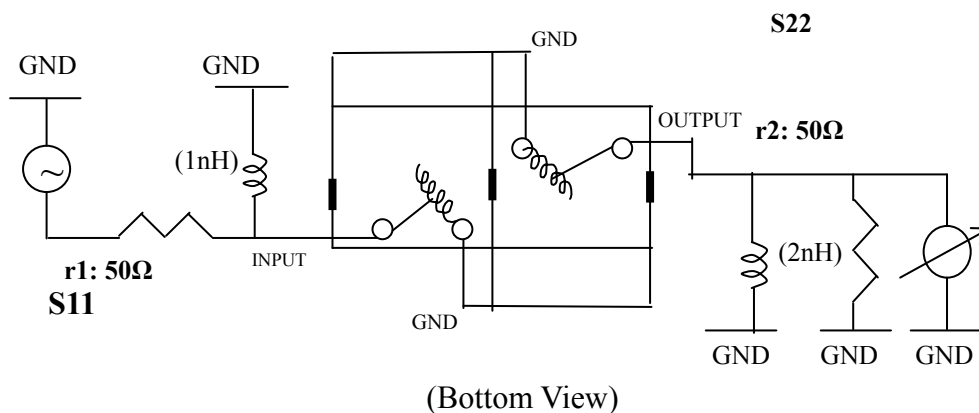 S22
GND
GND
GND
OUTPUT
r2: 50Ω
(1nH)
~
INPUT
r1: 50Ω
S11
GND
(2nH)
GND
GND
GND
(Bottom View)